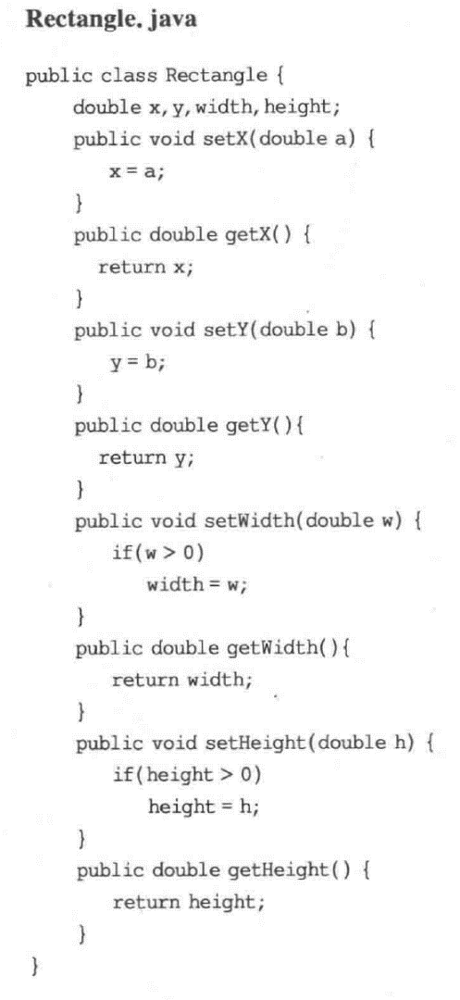 Rectangle. java
public class Rectangle {
double x, y, width, height;
public void setX(double a) {
x = a;
}
public double getX() {
return x;
}
public void setY(double b) {
y = b;
}
public double getY(){
return y;
}
public void setWidth(double w) {
if(w > 0)
width = w;
}
public double getWidth(){
return width;
}
public void setHeight(double h) {
if(height > 0)
height = h;
}
public double getHeight() {
return height;
}
}